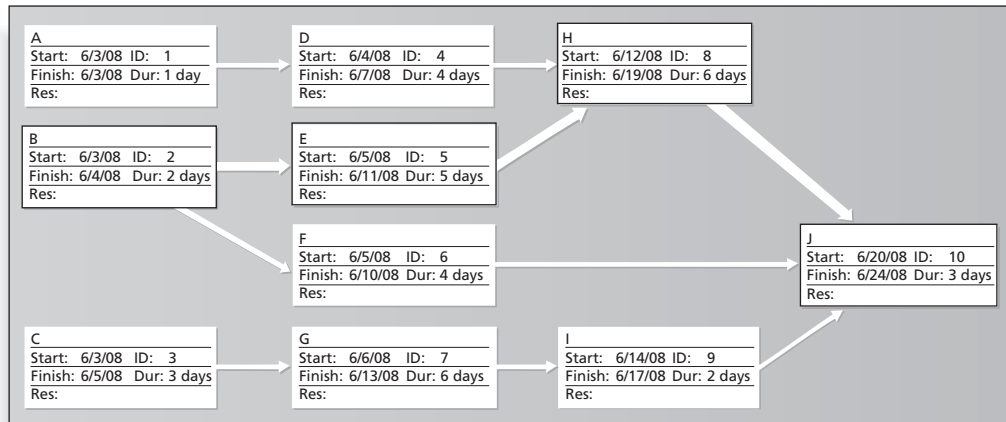 A
Start: 6/3/08 ID: 1
Finish: 6/3/08 Dur: 1 day
Res:
D
Start: 6/4/08 ID: 4
Finish: 6/7/08 Dur: 4 days
Res:
H
Start: 6/12/08 ID: 8
Finish: 6/19/08 Dur: 6 days
Res:
B
Start: 6/3/08 ID: 2
Finish: 6/4/08 Dur: 2 days
Res:
E
Start: 6/5/08 ID: 5
Finish: 6/11/08 Dur: 5 days
Res:
F
Start: 6/5/08 ID: 6
Finish: 6/10/08 Dur: 4 days
Res:
J
Start: 6/20/08 ID: 10
Finish: 6/24/08 Dur: 3 days
Res:
C
Start: 6/3/08 ID: 3
Finish: 6/5/08 Dur: 3 days
Res:
G
Start: 6/6/08 ID: 7
Finish: 6/13/08 Dur: 6 days
Res:
I
Start: 6/14/08 ID: 9
Finish: 6/17/08 Dur: 2 days
Res: